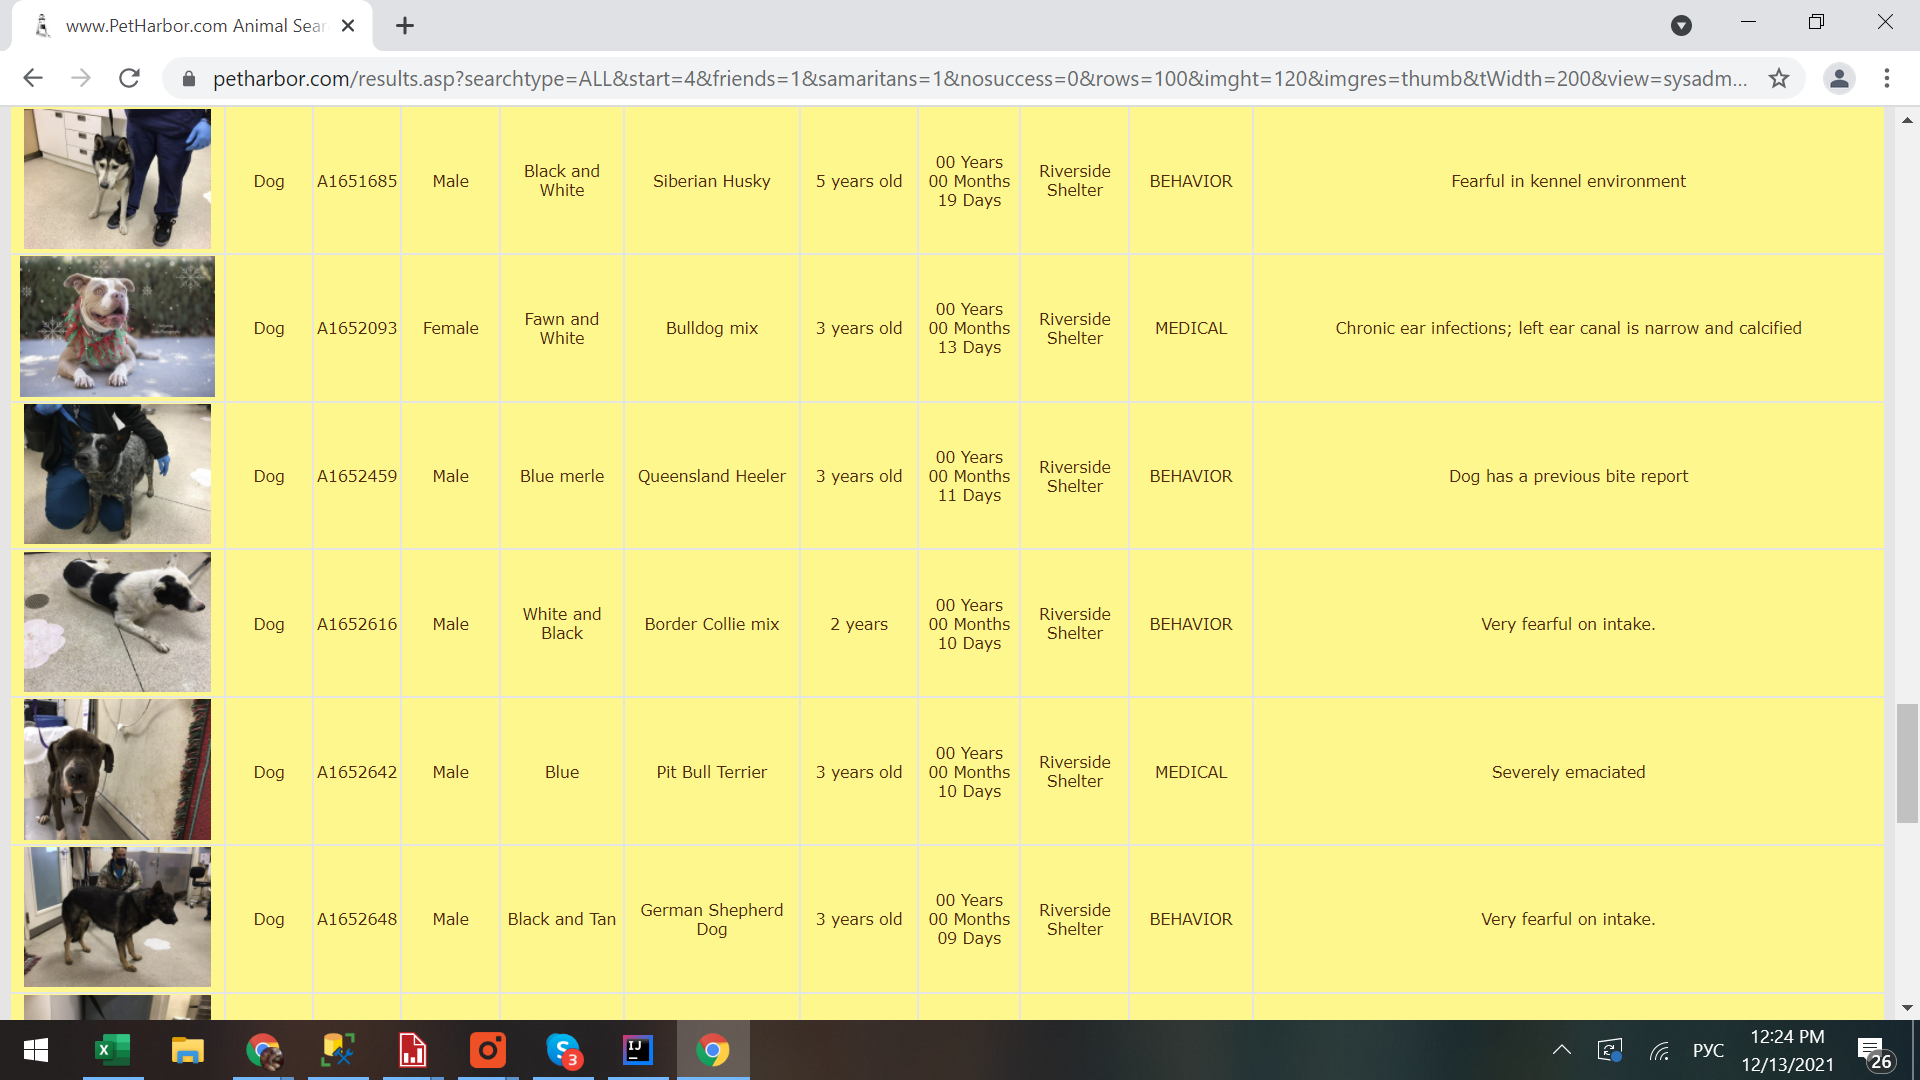 www.PetHarbor.com Animal Sear
petharbor.com/results.asp?searchtype=ALL&start=4&friends=1&samaritans=1&nosuccess=0&rows=100&imght=120&imgres=thumb&tWidth=200&view=sysadm...
Dog A1651685 Male Black and White Siberian Husky 5 years old 00 Years 00 Months 19 Days Riverside Shelter BEHAVIOR Fearful in kennel environment
Dog A1652093 Female Fawn and White Bulldog mix 3 years old 00 Years 00 Months 13 Days Riverside Shelter MEDICAL Chronic ear infections; left ear canal is narrow and calcified
Dog A1652459 Male Blue merle Queensland Heeler 3 years old 00 Years 00 Months 11 Days Riverside Shelter BEHAVIOR Dog has a previous bite report
Dog A1652616 Male White and Black Border Collie mix 2 years 00 Years 00 Months 10 Days Riverside Shelter BEHAVIOR Very fearful on intake.
Dog A1652642 Male Blue Pit Bull Terrier 3 years old 00 Years 00 Months 10 Days Riverside Shelter MEDICAL Severely emaciated
Dog A1652648 Male Black and Tan German Shepherd Dog 3 years old 00 Years 00 Months 09 Days Riverside Shelter BEHAVIOR Very fearful on intake.
X 3 IJ РУС 12:24 PM
12/13/2021 26